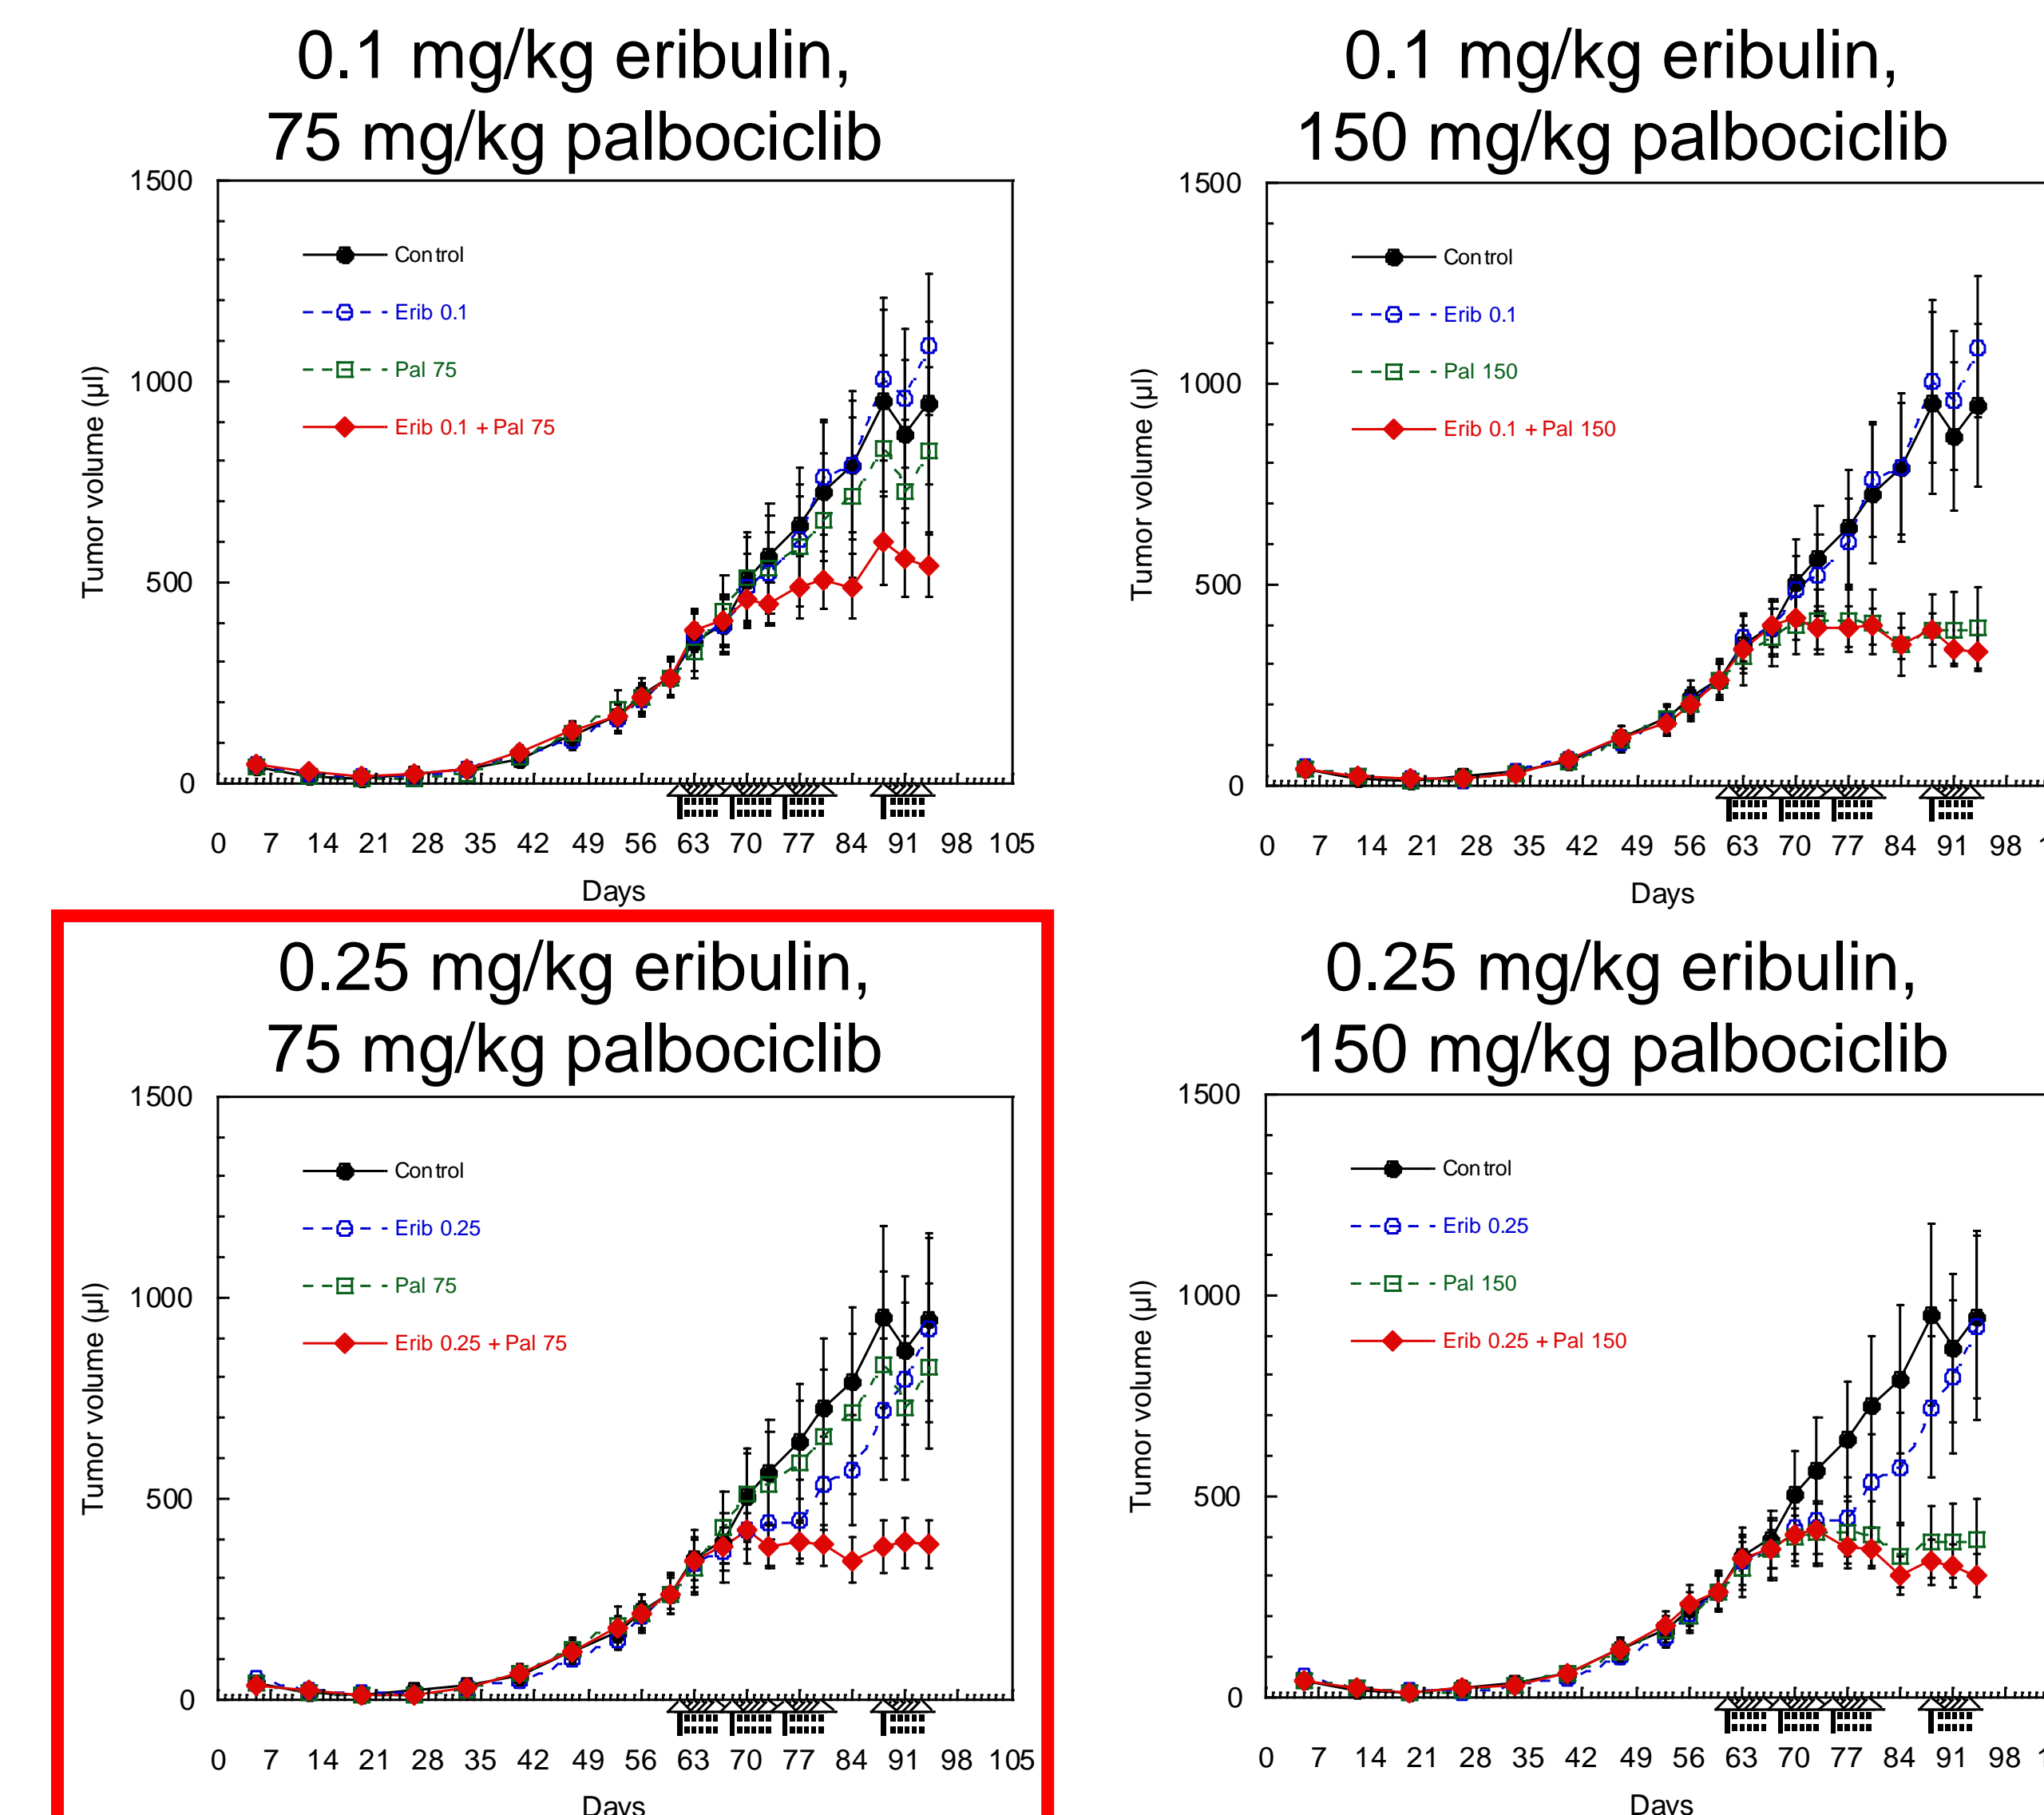 0.1 mg/kg eribulin,
75 mg/kg palbociclib
1500
1000
500
0
Tumor volume (µl)
Control
Erib 0.1
Pal 75
Erib 0.1 + Pal 75
0 7 14 21 28 35 42 49 56 63 70 77 84 91 98 105
Days
0.1 mg/kg eribulin,
150 mg/kg palbociclib
1500
1000
500
0
Tumor volume (µl)
Control
Erib 0.1
Pal 150
Erib 0.1 + Pal 150
0 7 14 21 28 35 42 49 56 63 70 77 84 91 98
Days
0.25 mg/kg eribulin,
75 mg/kg palbociclib
1500
1000
500
0
Tumor volume (µl)
Control
Erib 0.25
Pal 75
Erib 0.25 + Pal 75
0 7 14 21 28 35 42 49 56 63 70 77 84 91 98 105
Days
0.25 mg/kg eribulin,
150 mg/kg palbociclib
1500
1000
500
0
Tumor volume (µl)
Control
Erib 0.25
Pal 150
Erib 0.25 + Pal 150
0 7 14 21 28 35 42 49 56 63 70 77 84 91 98
Days